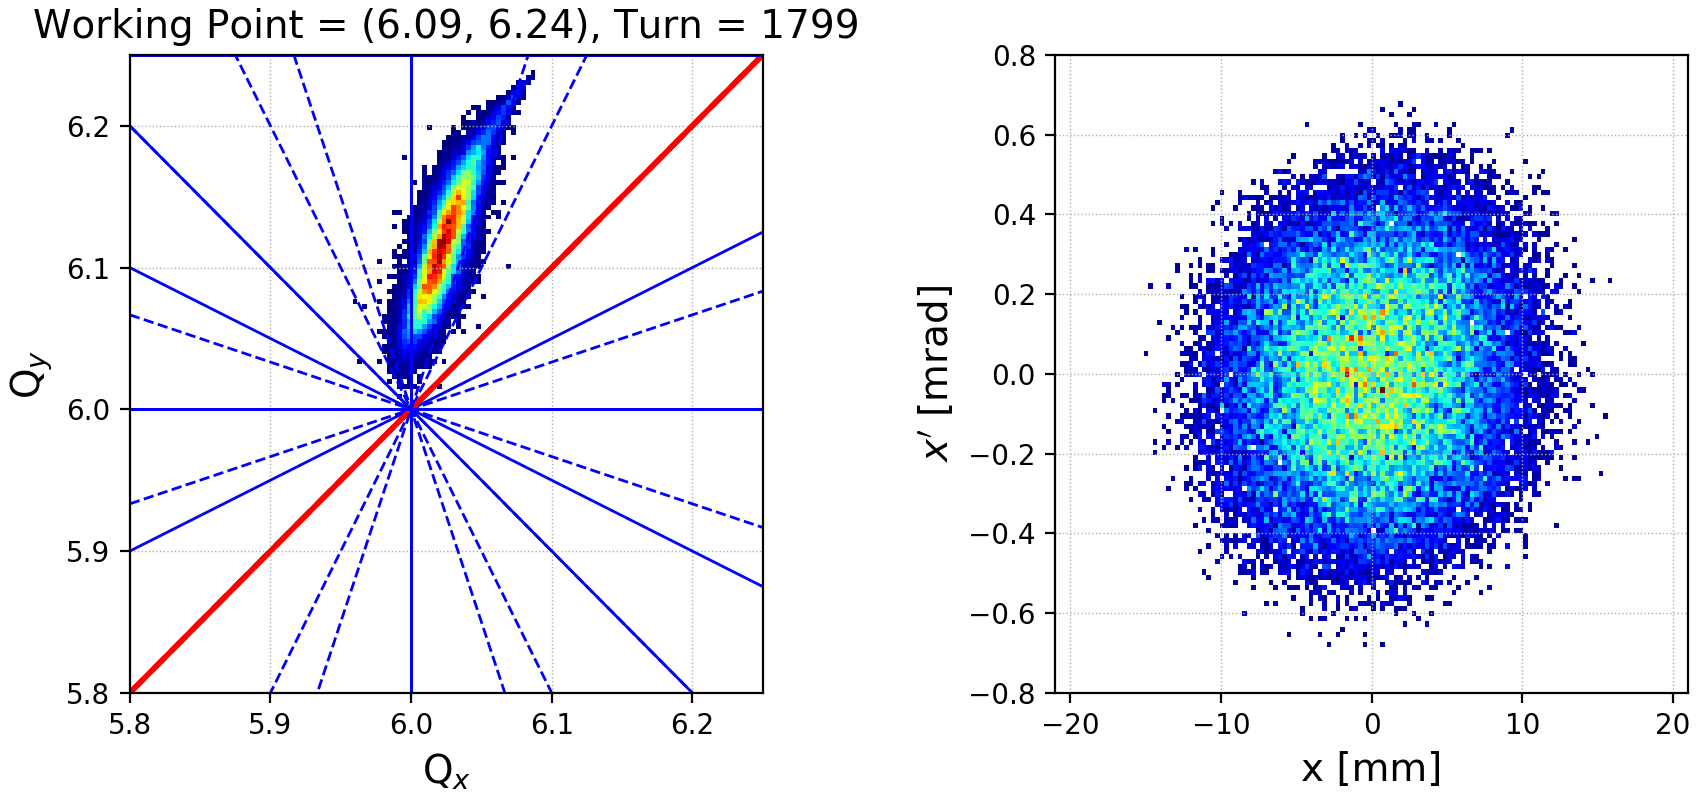 Working Point = (6.09, 6.24), Turn = 1799
6.2
6.1
6.0
5.9
5.8
Qy
5.8 5.9 6.0 6.1 6.2
Qx
0.8
0.6
0.4
0.2
0.0
−0.2
−0.4
−0.6
−0.8
x′ [mrad]
−20 −10 0 10 20
x [mm]